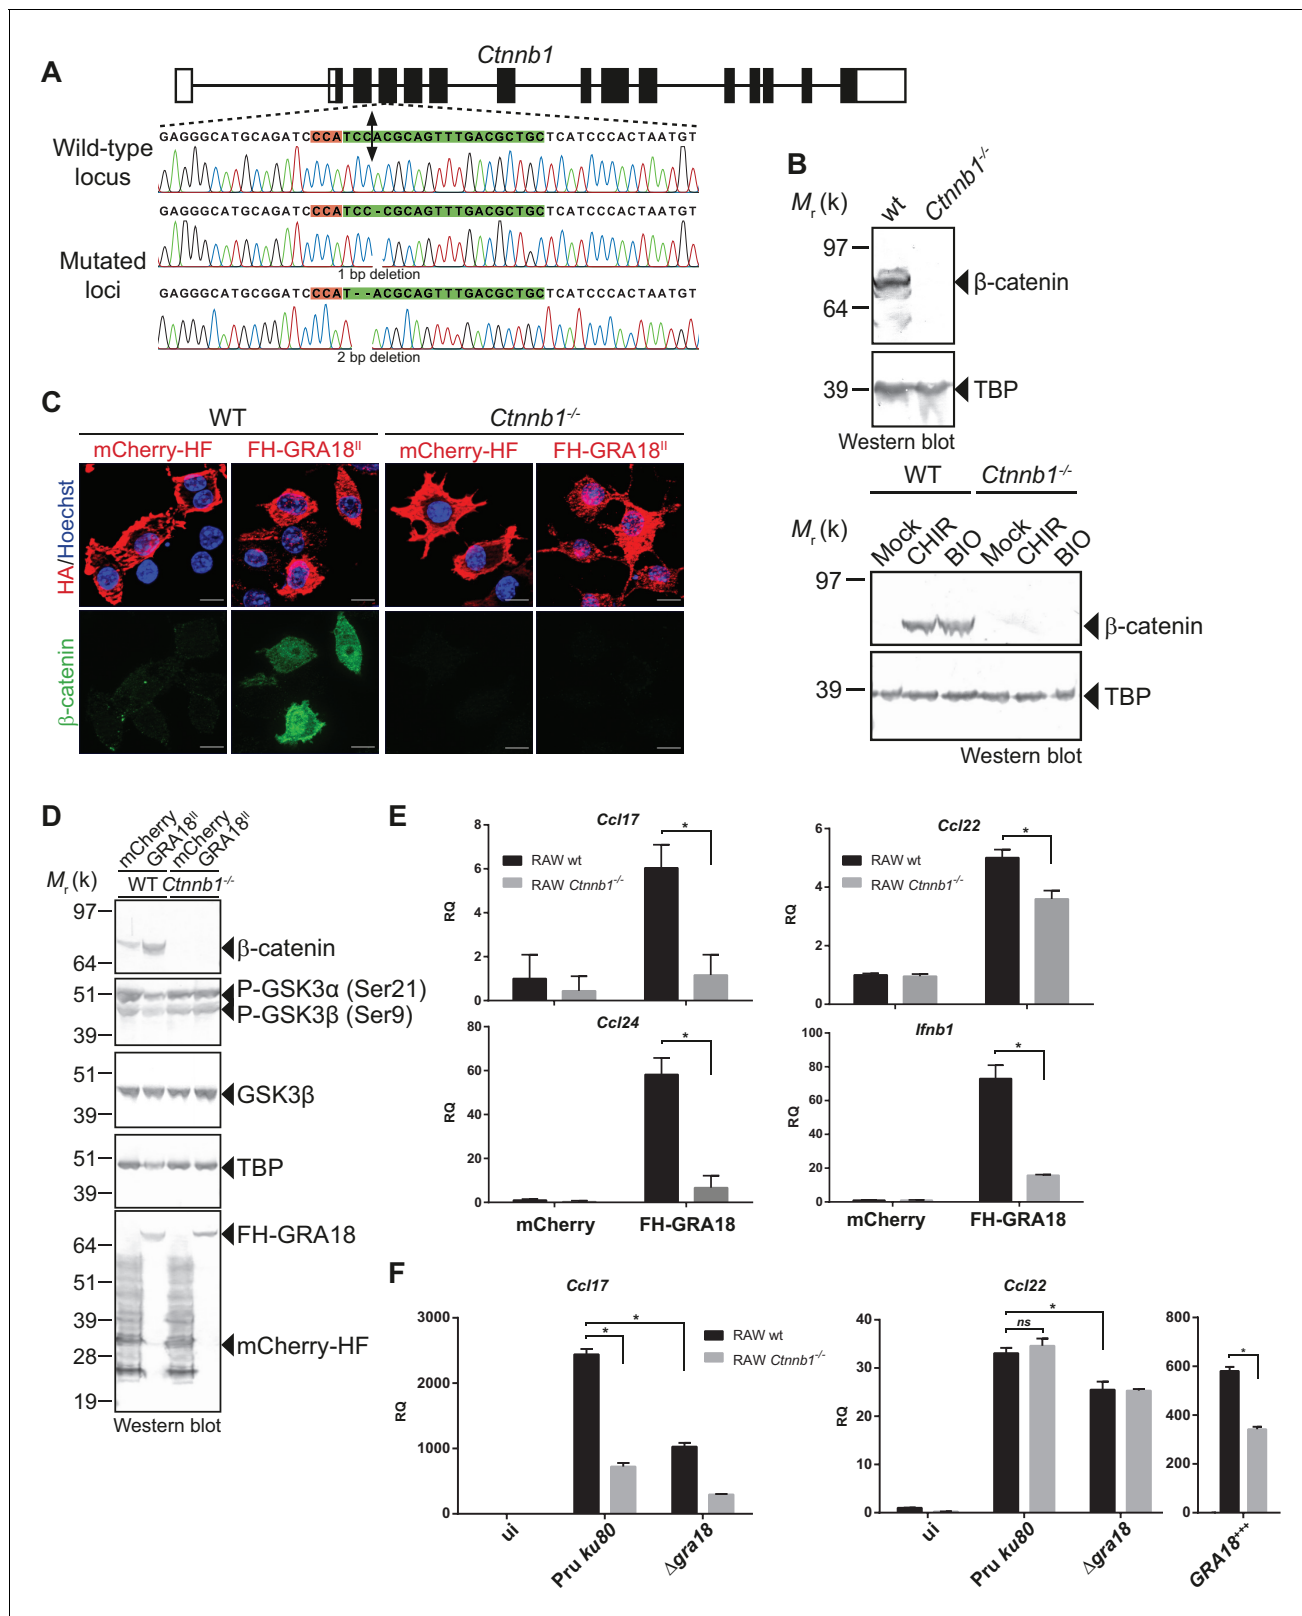 A
Ctnnb1
Wild-type
locus
GAGGGCATGCAGATCCCATCCACGCAGTTTGACGCTGCTCATCCCACTAATGT
Mutated
loci
GAGGGCATGCAGATCCCATCC-CGCAGTTTGACGCTGCTCATCCCACTAATGT
1 bp deletion
GAGGGCATGCGGATCCCAT--ACGCAGTTTGACGCTGCTCATCCCACTAATGT
2 bp deletion
B
Mr (k)
wt
Ctnnb1-/-
97
64
β-catenin
39
TBP
Western blot
WT
Ctnnb1-/-
Mr (k)
Mock
CHIR
BIO
Mock
CHIR
BIO
97
β-catenin
39
TBP
Western blot
C
WT
Ctnnb1-/-
mCherry-HF
FH-GRA18II
mCherry-HF
FH-GRA18II
HA/Hoechst
β-catenin
D
mCherry
GRA18II
mCherry
GRA18II
Mr (k)
WT
Ctnnb1-/-
97
64
β-catenin
51
39
P-GSK3α (Ser21)
P-GSK3β (Ser9)
51
39
GSK3β
51
39
TBP
64
51
39
28
19
FH-GRA18
mCherry-HF
Western blot
E
Ccl17
RQ
8
6
4
2
0
RAW wt
RAW Ctnnb1-/-
*
Ccl22
RQ
6
4
2
0
RAW wt
RAW Ctnnb1-/-
*
Ccl24
RQ
80
60
40
20
0
*
mCherry
FH-GRA18
Ifnb1
RQ
100
80
60
40
20
0
*
mCherry
FH-GRA18
F
Ccl17
RQ
3000
2000
1000
0
*
*
RAW wt
RAW Ctnnb1-/-
ui
Pru ku80
Δgra18
Ccl22
RQ
40
30
20
10
0
ns
*
ui
Pru ku80
Δgra18
800
600
400
200
0
*
GRA18+++